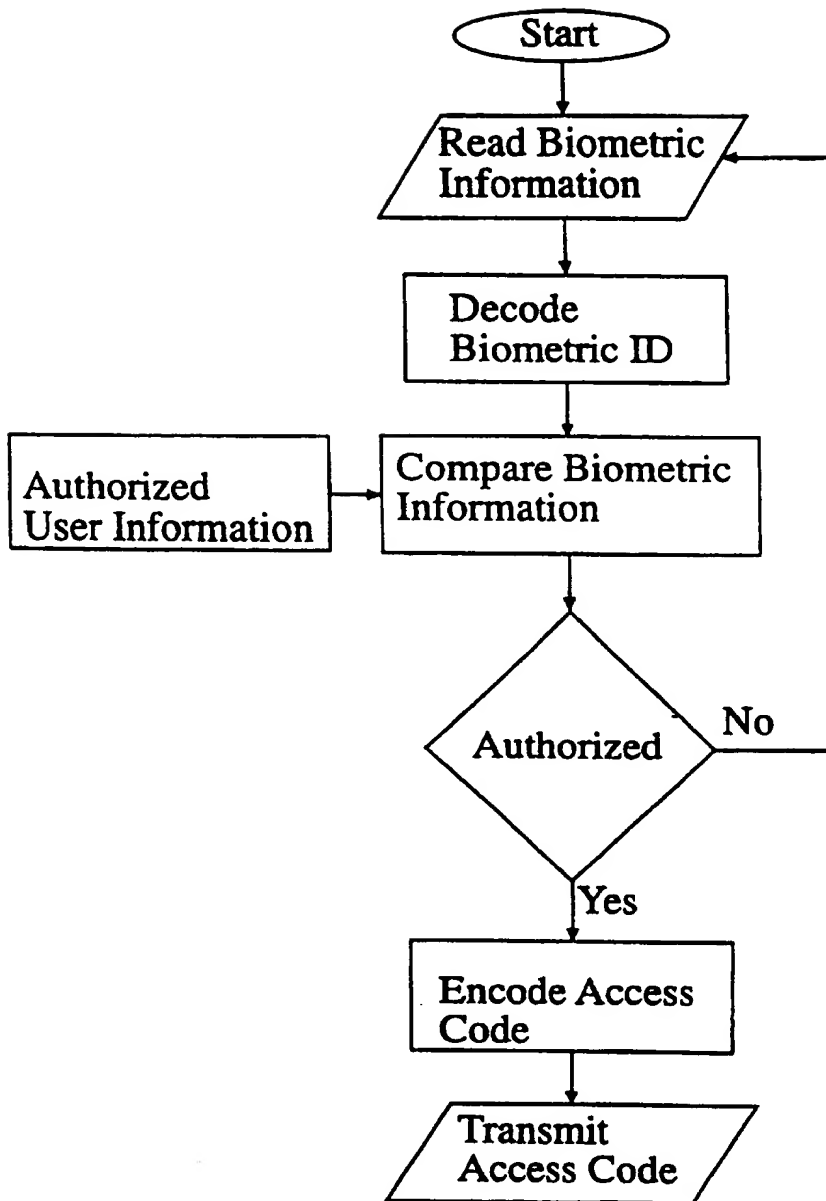 Start
Read Biometric
Information
Decode
Biometric ID
Authorized
User Information
Compare Biometric
Information
Authorized
No
Yes
Encode Access
Code
Transmit
Access Code